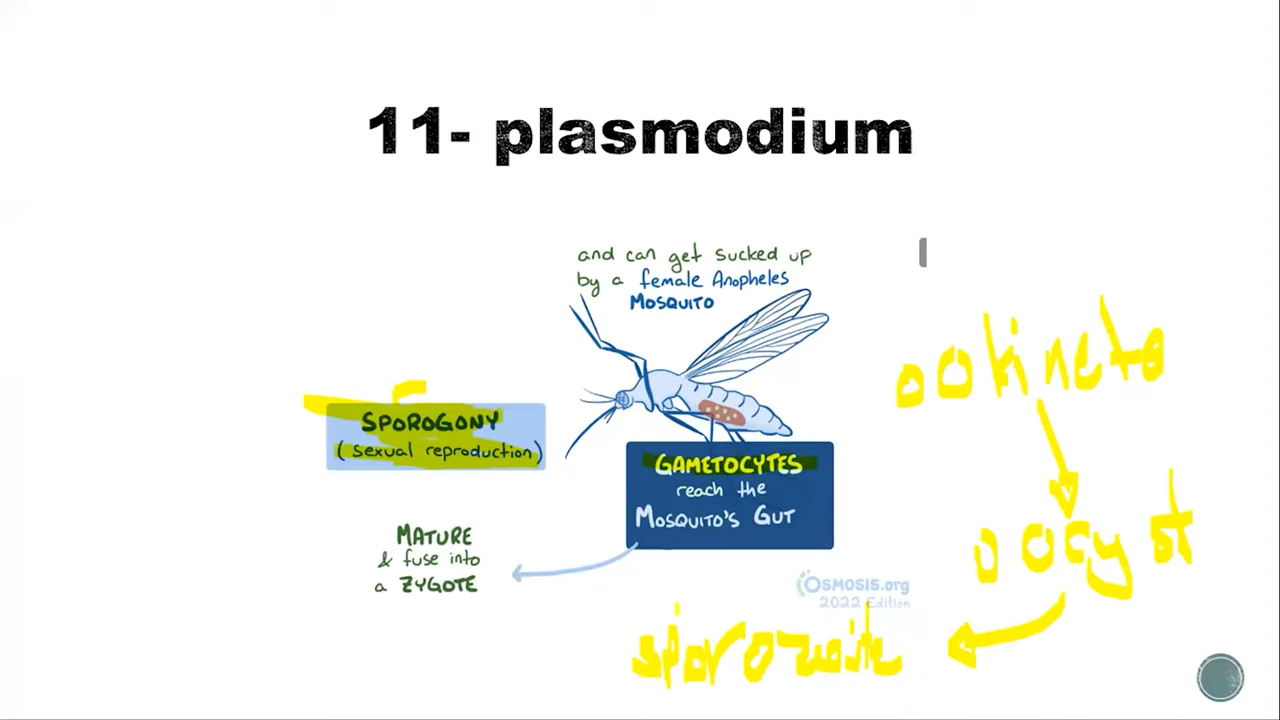 11- plasmodium
and can get sucked up
by a female Anopheles
MOSQUITO
SPOROGONY
(sexual reproduction)
GAMETOCYTES
reach the
MOSQUITO'S GUT
MATURE
& fuse into
a ZYGOTE
OSMOSIS.org
2022 Edition
ookinete
oocyst
sporozoite